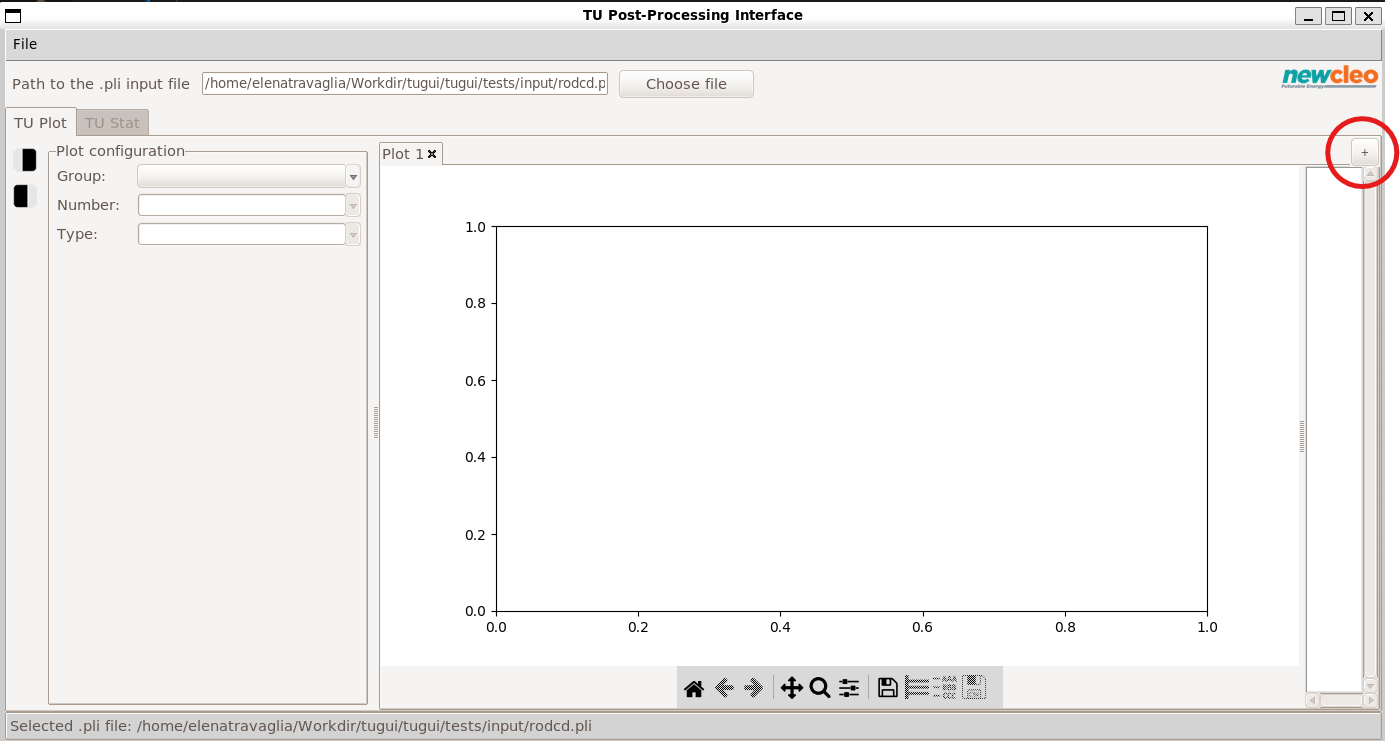 TU Post-Processing Interface
File
Path to the .pli input file /home/elenatravaglia/Workdir/tugui/tugui/tests/input/rodcd.p Choose file
newcleo
Futurable Energy
TU Plot TU Stat
Plot configuration
Group:
Number:
Type:
Plot 1
+
1.0
0.8
0.6
0.4
0.2
0.0
0.0 0.2 0.4 0.6 0.8 1.0
Selected .pli file: /home/elenatravaglia/Workdir/tugui/tugui/tests/input/rodcd.pli